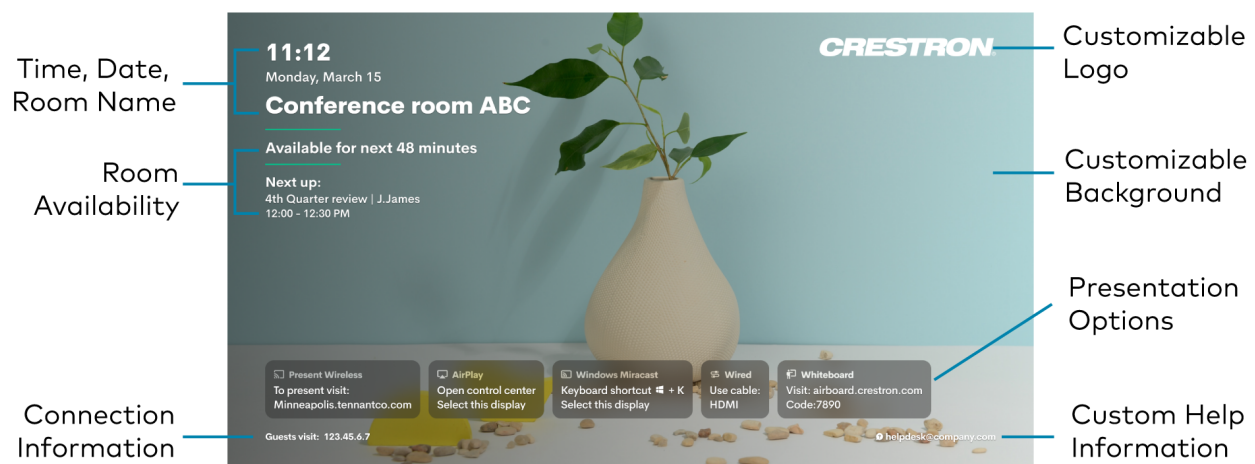 Time, Date,
Room Name
Room
Availability
Connection
Information
11:12
Monday, March 15
Conference room ABC
Available for next 48 minutes
Next up:
4th Quarter review | J.James
12:00 - 12:30 PM
CRESTRON
Present Wireless
To present visit:
Minneapolis.tennantco.com
AirPlay
Open control center
Select this display
Windows Miracast
Keyboard shortcut + K
Select this display
Wired
Use cable:
HDMI
Whiteboard
Visit: airboard.crestron.com
Code:7890
Guests visit: 123.45.6.7
helpdesk@company.com
Customizable
Logo
Customizable
Background
Presentation
Options
Custom Help
Information